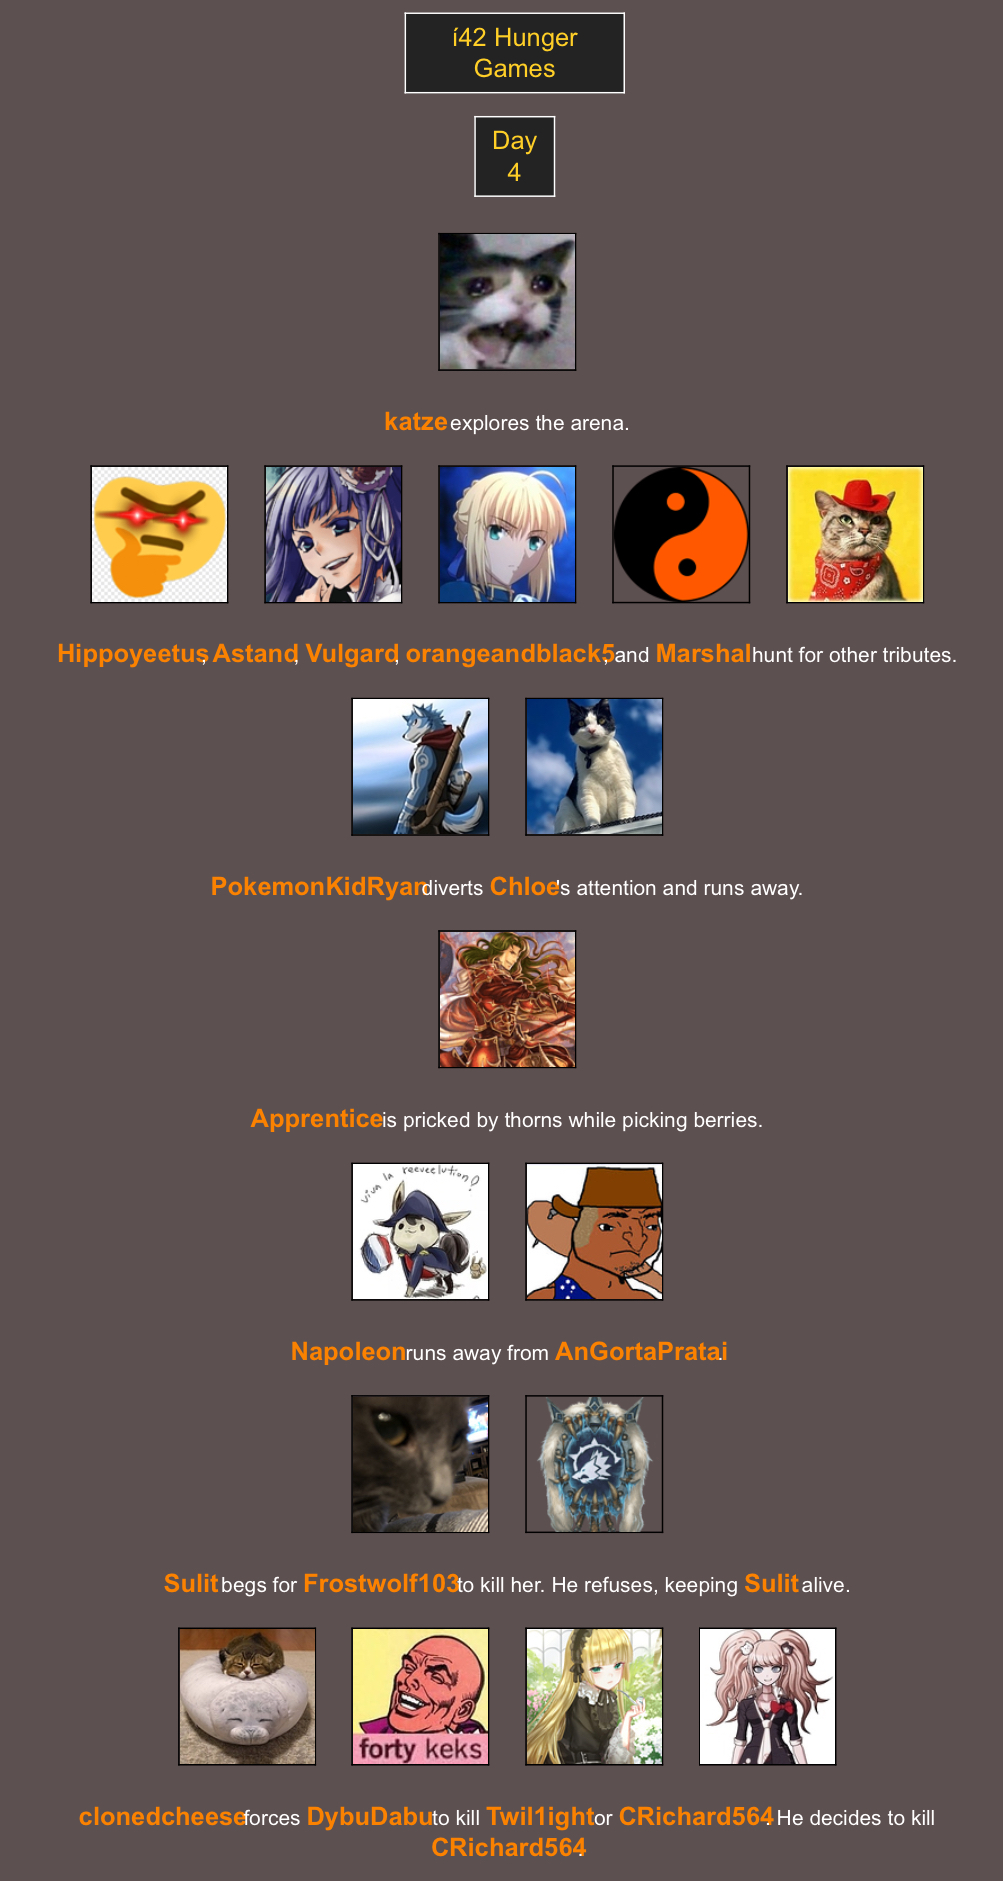 í42 Hunger
Games
Day
4
katze explores the arena.
Hippoyeetus, Astand, Vulgard, orangeandblack5, and Marshal hunt for other tributes.
PokemonKidRyan diverts Chloe's attention and runs away.
Apprentice is pricked by thorns while picking berries.
viva la reeveelution!
Napoleon runs away from AnGortaPratai.
Sulit begs for Frostwolf103 to kill her. He refuses, keeping Sulit alive.
forty keks
clonedcheese forces DybuDabu to kill Twil1ight or CRichard564. He decides to kill
CRichard564.